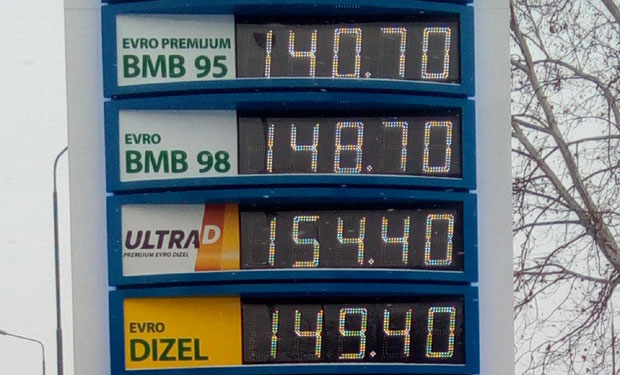 EVRO PREMIJUM
BMB 95 140.70
EVRO
BMB 98 148.70
ULTRA D 154.40
PREMIJUM EVRO DIZEL
EVRO
DIZEL 149.40